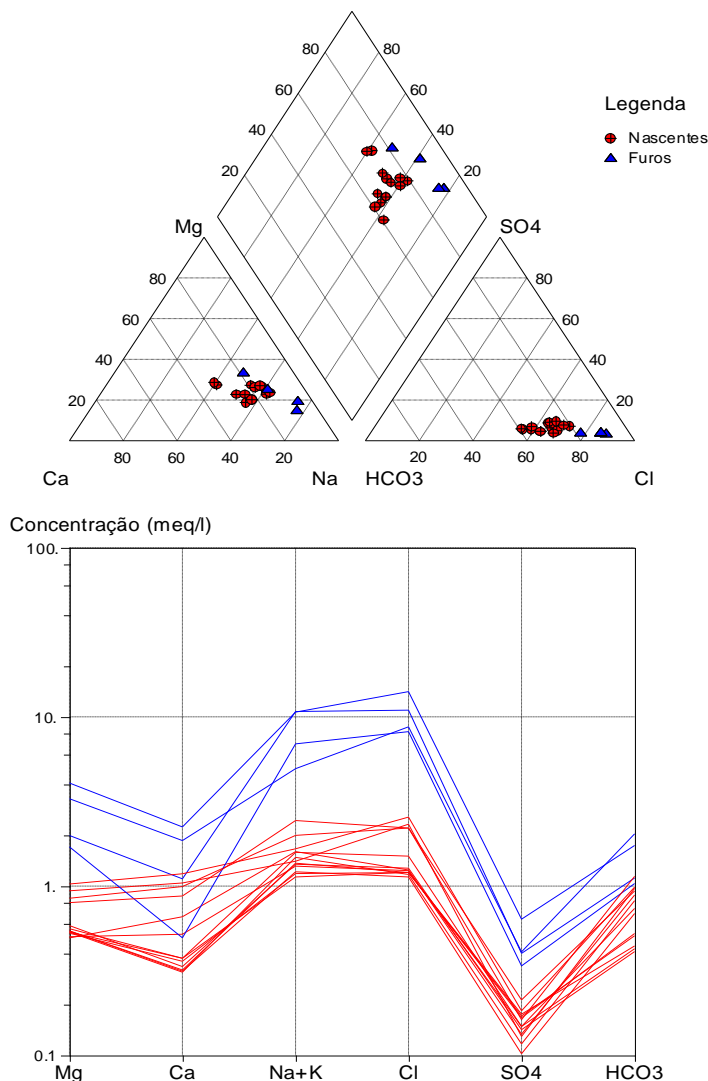 80 80
60 60
Legenda
40 40
Nascentes
Furos
20 20
Mg SO4
80 80
60 60
40 40
20 20
80 60 40 20 20 40 60 80
Ca Na HCO3 Cl
Concentração (meq/l)
100.
10.
1.
0.1
Mg Ca Na+K Cl SO4 HCO3